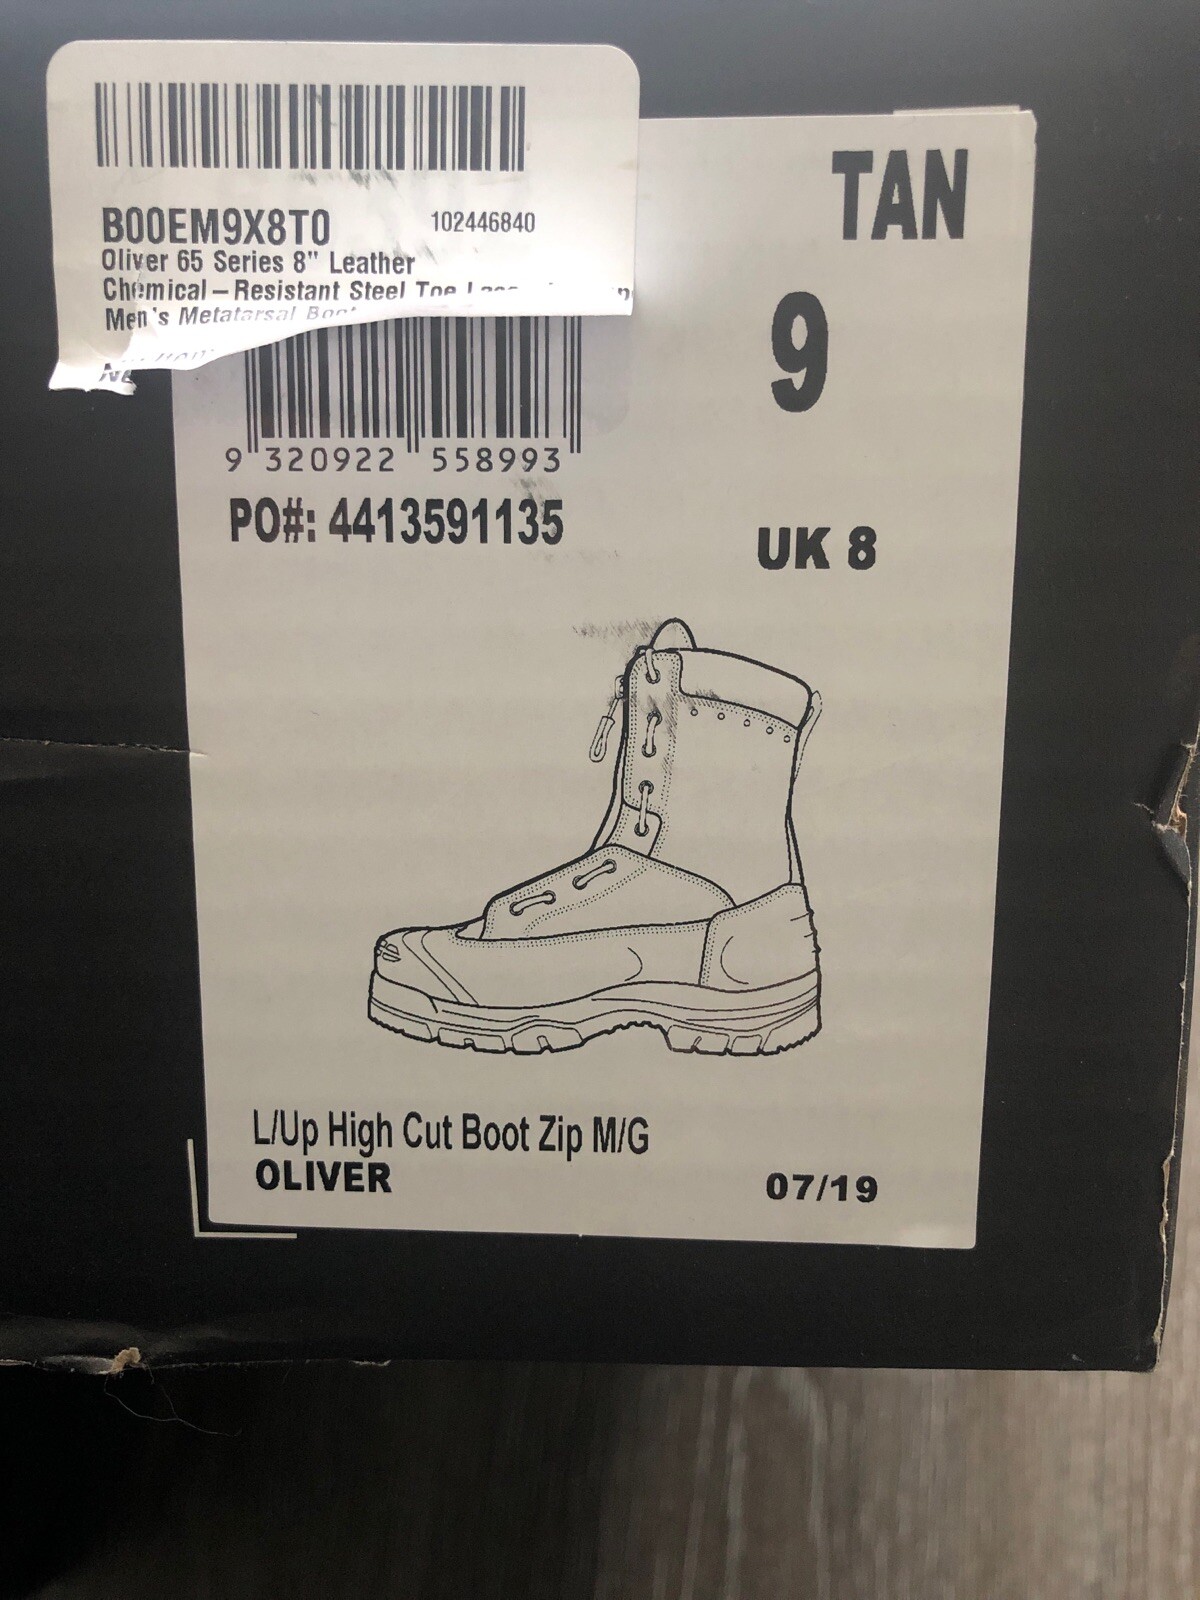 B00EM9X8T0 102446840
Oliver 65 Series 8" Leather
Chemical-Resistant Steel Toe
Men's Metatarsal
TAN
9
9 320922 558993
PO#: 4413591135
UK 8
L/Up High Cut Boot Zip M/G
OLIVER
07/19